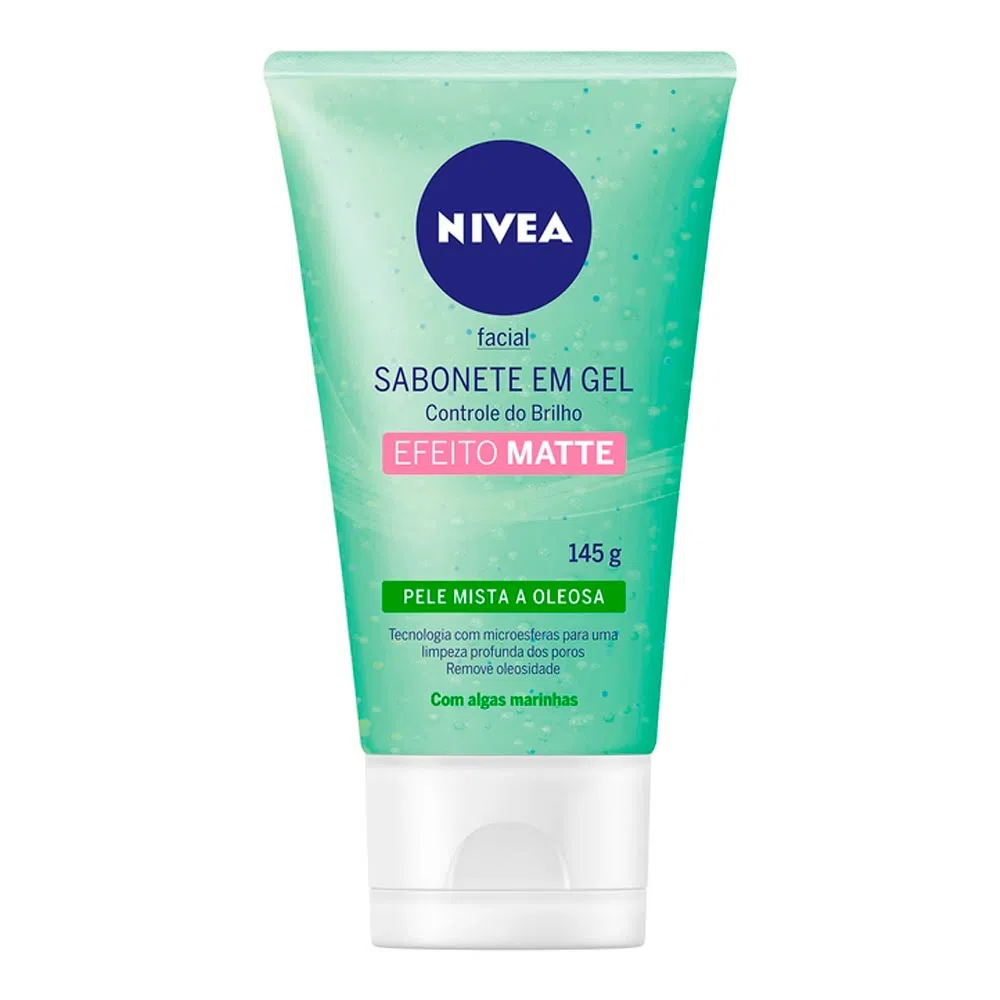 NIVEA
facial
SABONETE EM GEL
Controle do Brilho
EFEITO MATTE
145 g
PELE MISTA A OLEOSA
Tecnologia com microesferas para uma
limpeza profunda dos poros
Remove oleosidade
Com algas marinhas